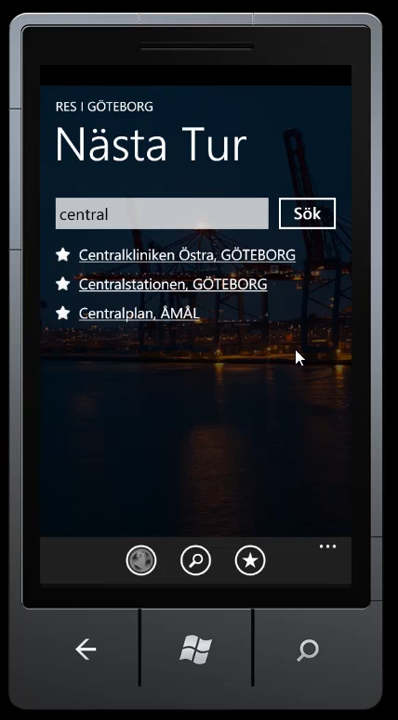 RES I GÖTEBORG
Nästa Tur
central
Sök
Centralkliniken Östra, GÖTEBORG
Centralstationen, GÖTEBORG
Centralplan, ÅMÅL